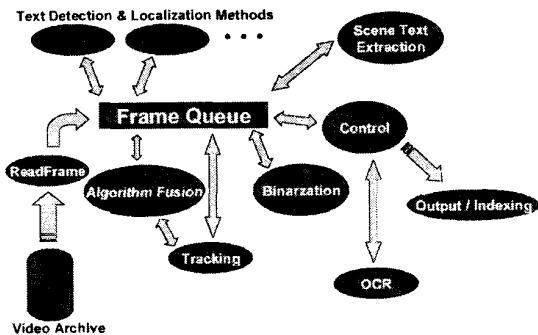 Text Detection & Localization Methods
Scene Text
Extraction
Frame Queue
Control
ReadFrame
Algorithm Fusion
Binarzation
Output / Indexing
Tracking
OCR
Video Archive